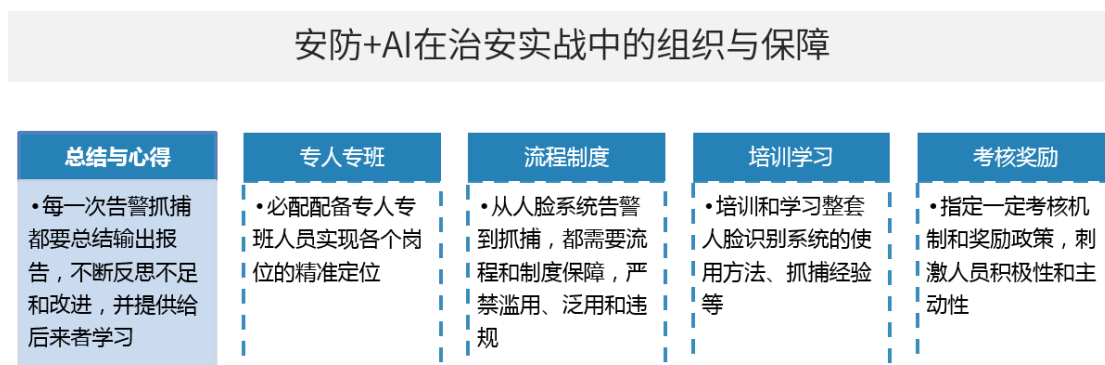 安防+AI在治安实战中的组织与保障
总结与心得
•每一次告警抓捕
都要总结输出报
告，不断反思不足
和改进，并提供给
后来者学习
专人专班
•必配配备专人专
班人员实现各个岗
位的精准定位
流程制度
•从人脸系统告警
到抓捕，都需要流
程和制度保障，严
禁滥用、泛用和违
规
培训学习
•培训和学习整套
人脸识别系统的使
用方法、抓捕经验
等
考核奖励
•指定一定考核机
制和奖励政策，刺
激人员积极性和主
动性